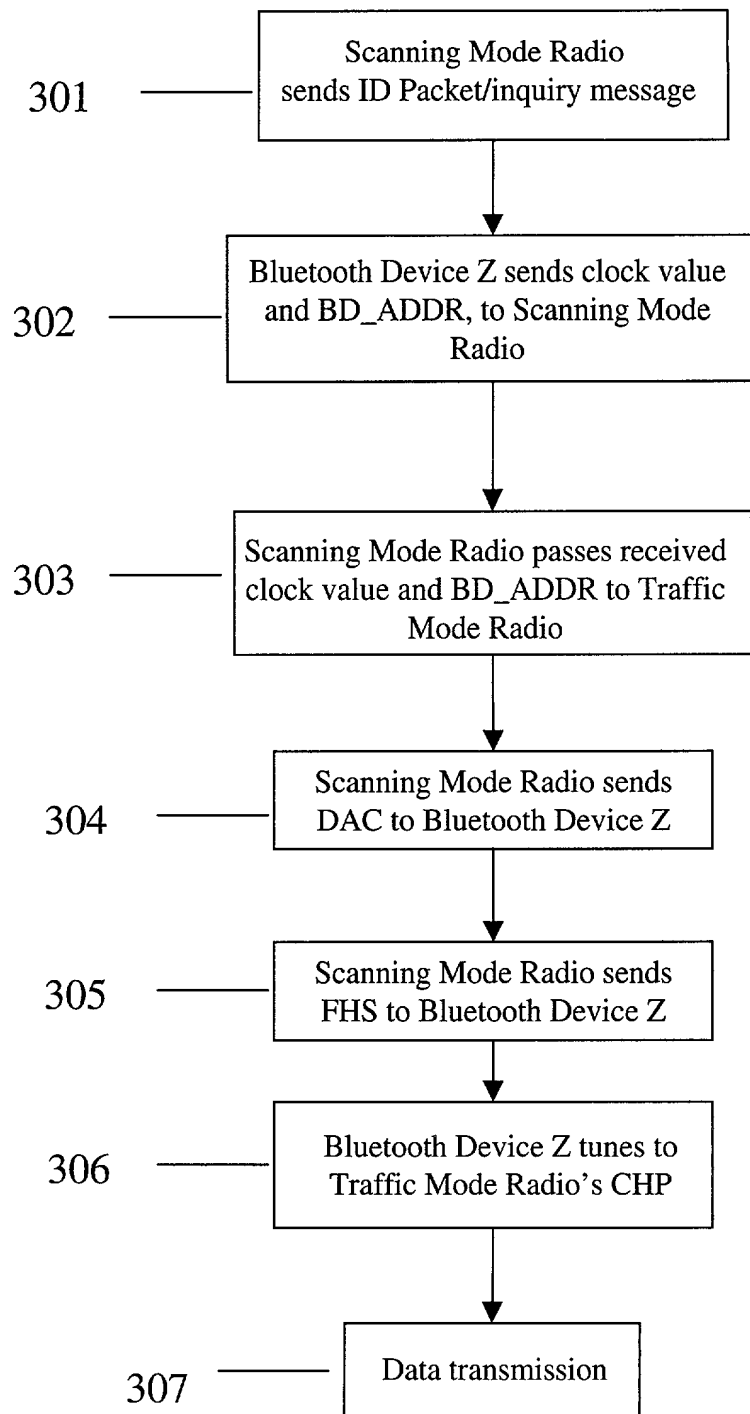 Scanning Mode Radio
sends ID Packet/inquiry message
301
Bluetooth Device Z sends clock value
and BD_ADDR, to Scanning Mode
Radio
302
Scanning Mode Radio passes received
clock value and BD_ADDR to Traffic
Mode Radio
303
Scanning Mode Radio sends
DAC to Bluetooth Device Z
304
Scanning Mode Radio sends
FHS to Bluetooth Device Z
305
Bluetooth Device Z tunes to
Traffic Mode Radio's CHP
306
Data transmission
307